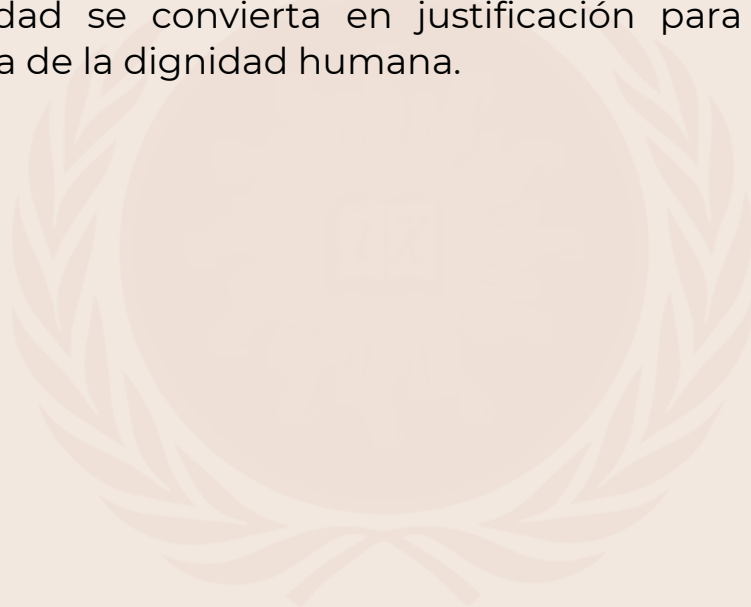 dad se convierta en justificación para
a de la dignidad humana.